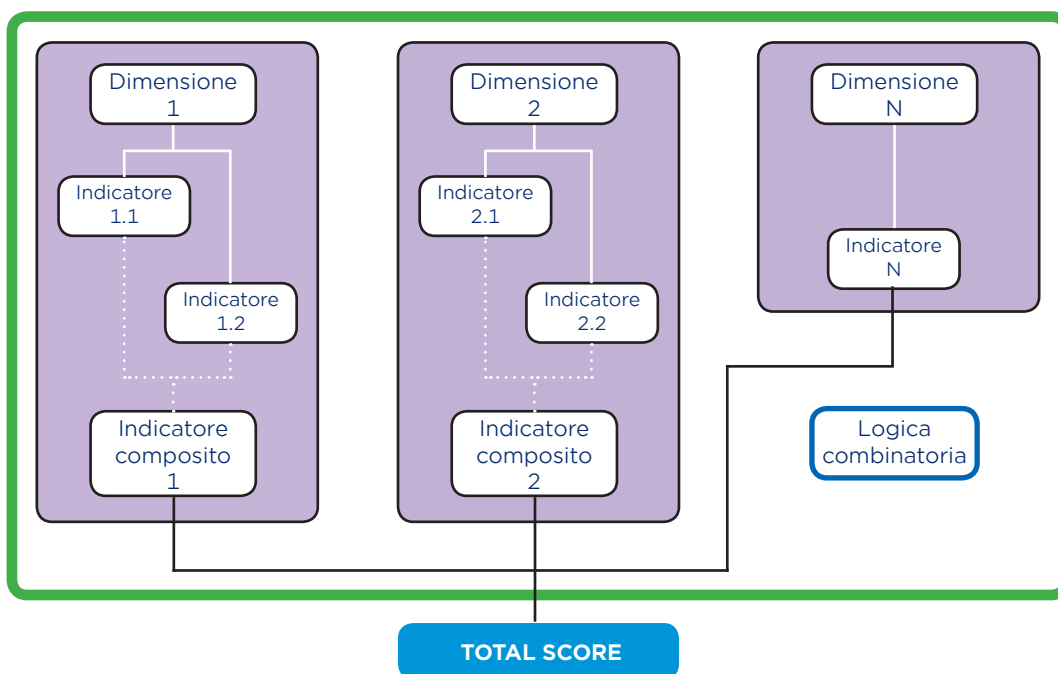 Dimensione
1
Indicatore
1.1
Indicatore
1.2
Indicatore
composito
1
Dimensione
2
Indicatore
2.1
Indicatore
2.2
Indicatore
composito
2
Dimensione
N
Indicatore
N
Logica
combinatoria
TOTAL SCORE